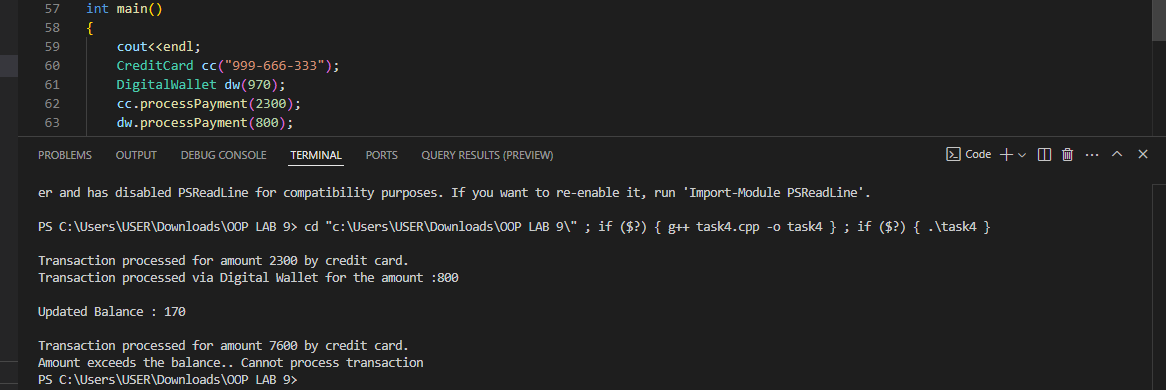 57 int main()
58 {
59 cout<<endl;
60 CreditCard cc("999-666-333");
61 DigitalWallet dw(970);
62 cc.processPayment(2300);
63 dw.processPayment(800);
PROBLEMS OUTPUT DEBUG CONSOLE TERMINAL PORTS QUERY RESULTS (PREVIEW) Code
er and has disabled PSReadLine for compatibility purposes. If you want to re-enable it, run 'Import-Module PSReadLine'.
PS C:\Users\USER\Downloads\OOP LAB 9> cd "c:\Users\USER\Downloads\OOP LAB 9\" ; if ($?) { g++ task4.cpp -o task4 } ; if ($?) { .\task4 }
Transaction processed for amount 2300 by credit card.
Transaction processed via Digital Wallet for the amount :800
Updated Balance : 170
Transaction processed for amount 7600 by credit card.
Amount exceeds the balance.. Cannot process transaction
PS C:\Users\USER\Downloads\OOP LAB 9>